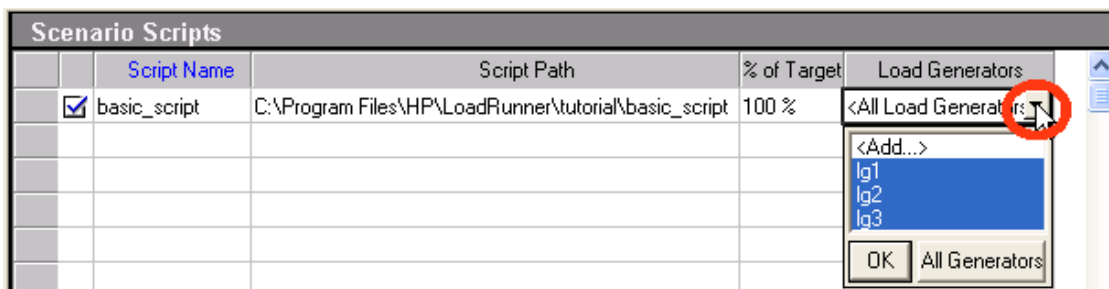 Scenario Scripts
Script Name Script Path % of Target Load Generators
basic_script C:\Program Files\HP\LoadRunner\tutorial\basic_script 100 % <All Load Generators
<Add...>
lg1
lg2
lg3
OK All Generators